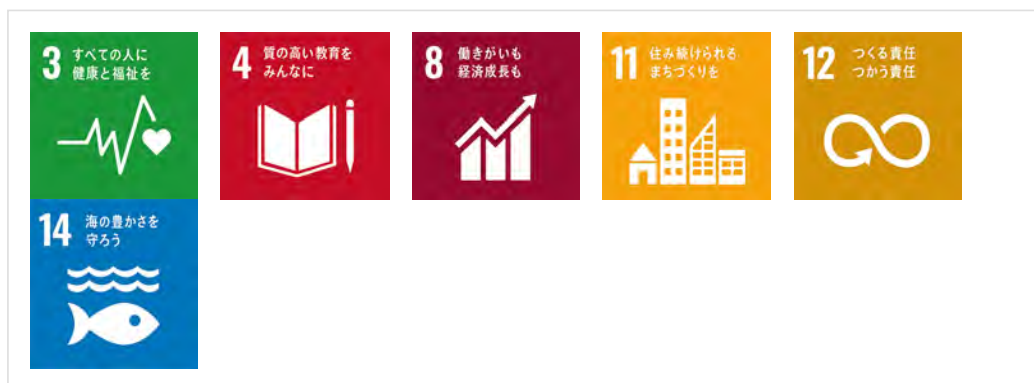 3 すべての人に
健康と福祉を
4 質の高い教育を
みんなに
8 働きがいも
経済成長も
11 住み続けられる
まちづくりを
12 つくる責任
つかう責任
14 海の豊かさを
守ろう